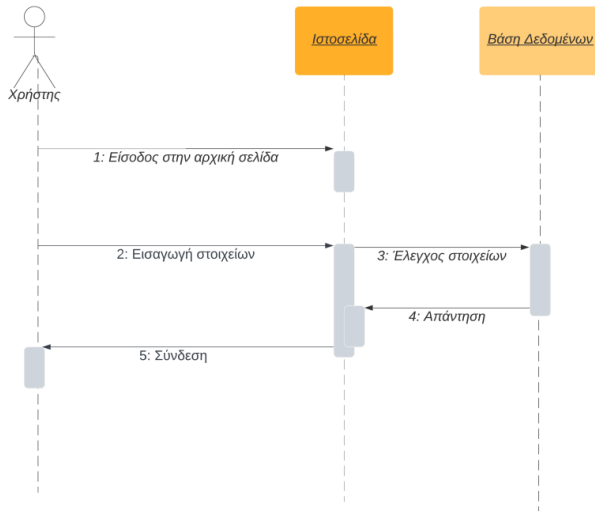 Χρήστης
Ιστοσελίδα
Βάση Δεδομένων
1: Είσοδος στην αρχική σελίδα
2: Εισαγωγή στοιχείων
3: Έλεγχος στοιχείων
4: Απάντηση
5: Σύνδεση